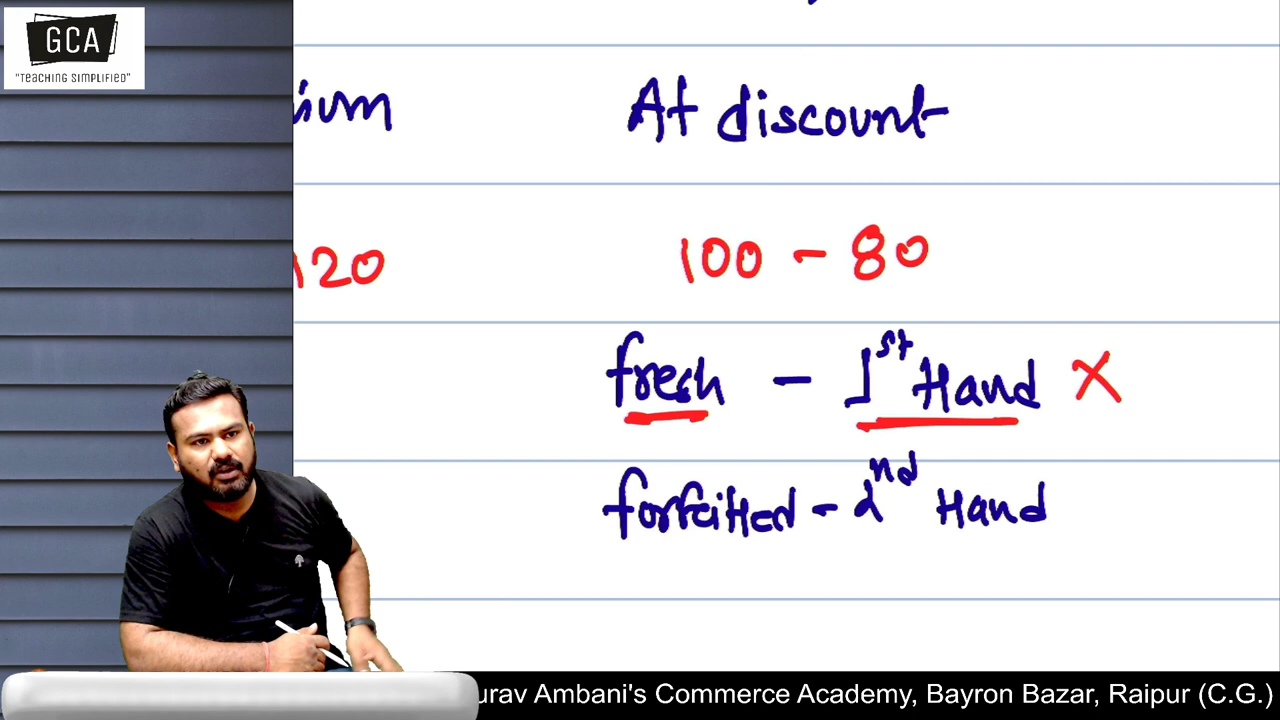 GCA
"TEACHING SIMPLIFIED"
ium At discount
120 100 - 80
fresh - 1st Hand X
forfeitted - 2nd Hand
urav Ambani's Commerce Academy, Bayron Bazar, Raipur (C.G.)